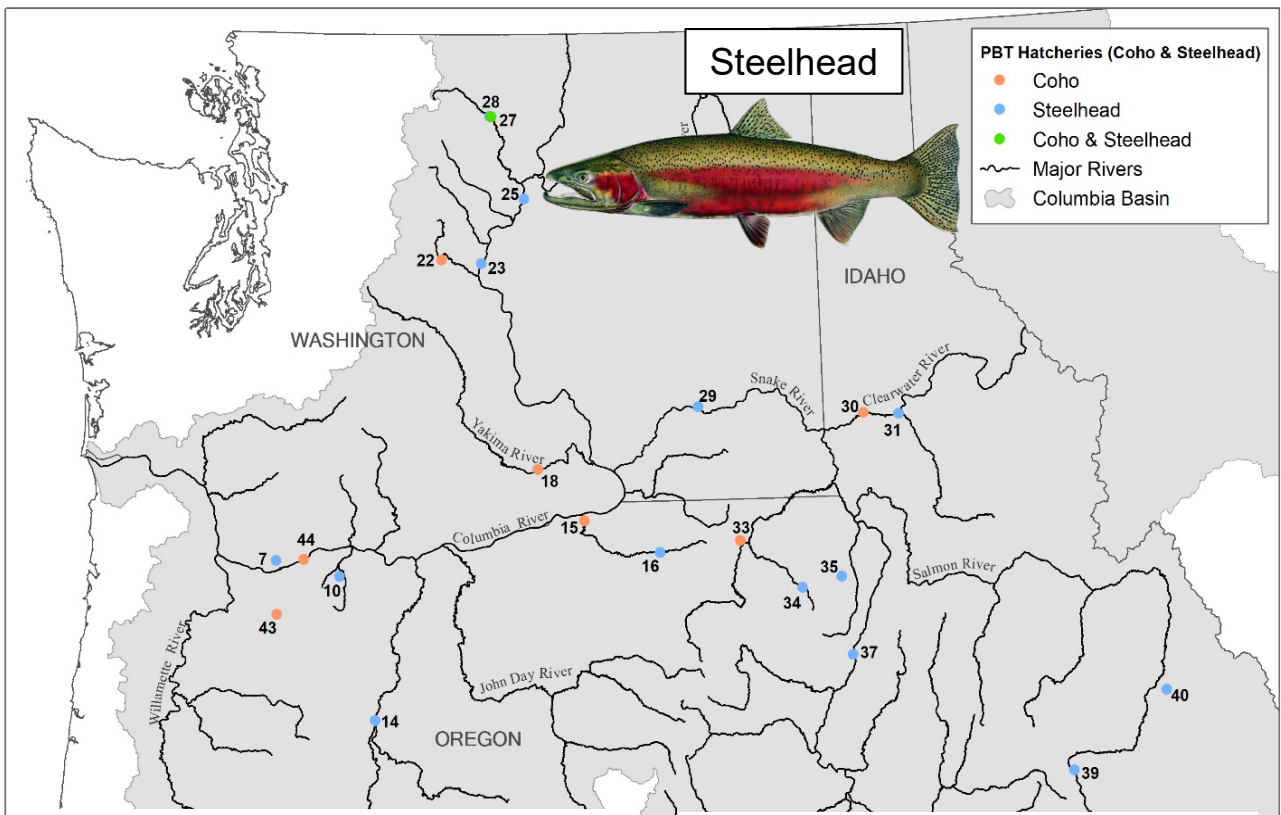 Steelhead
PBT Hatcheries (Coho & Steelhead)
Coho
Steelhead
Coho & Steelhead
Major Rivers
Columbia Basin
28
27
25
22
23
IDAHO
WASHINGTON
Snake River
Clearwater River
29
30
31
Yakima River
18
Columbia River
15
33
44
7
10
16
35
34
Salmon River
43
Willamette River
37
John Day River
40
14
OREGON
39